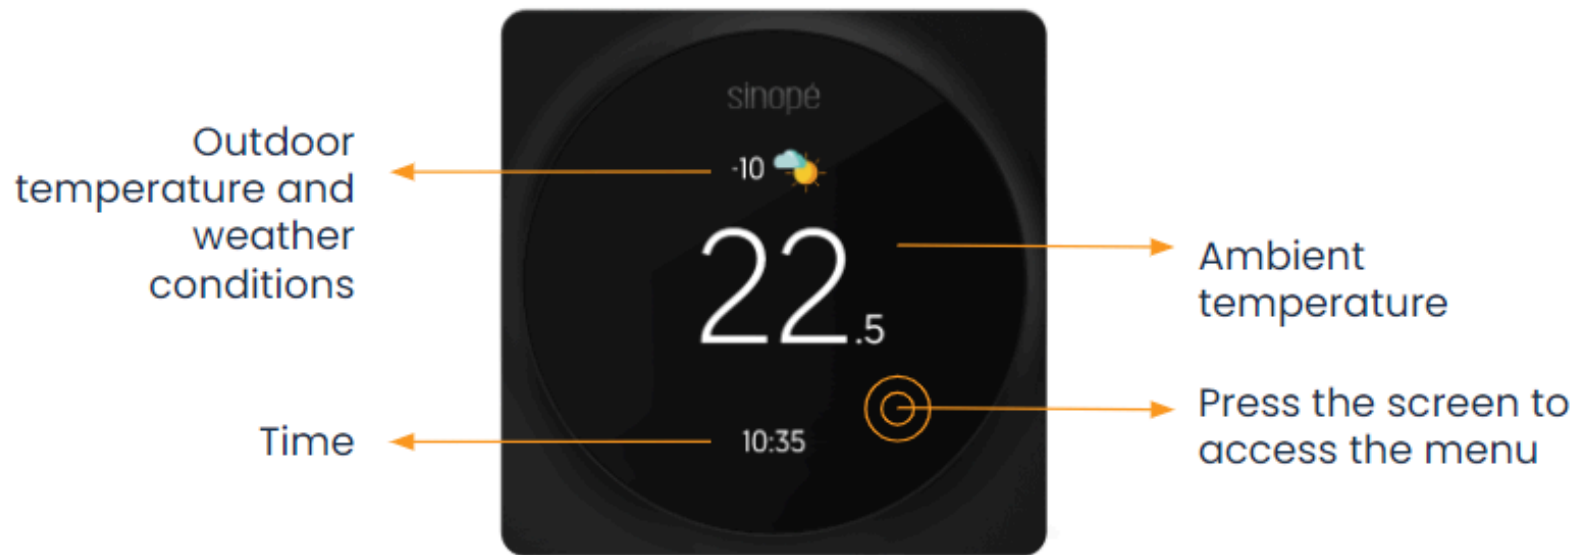 sinopé
Outdoor
temperature and
weather
conditions
-10
22.5
Ambient
temperature
Time
10:35
Press the screen to
access the menu